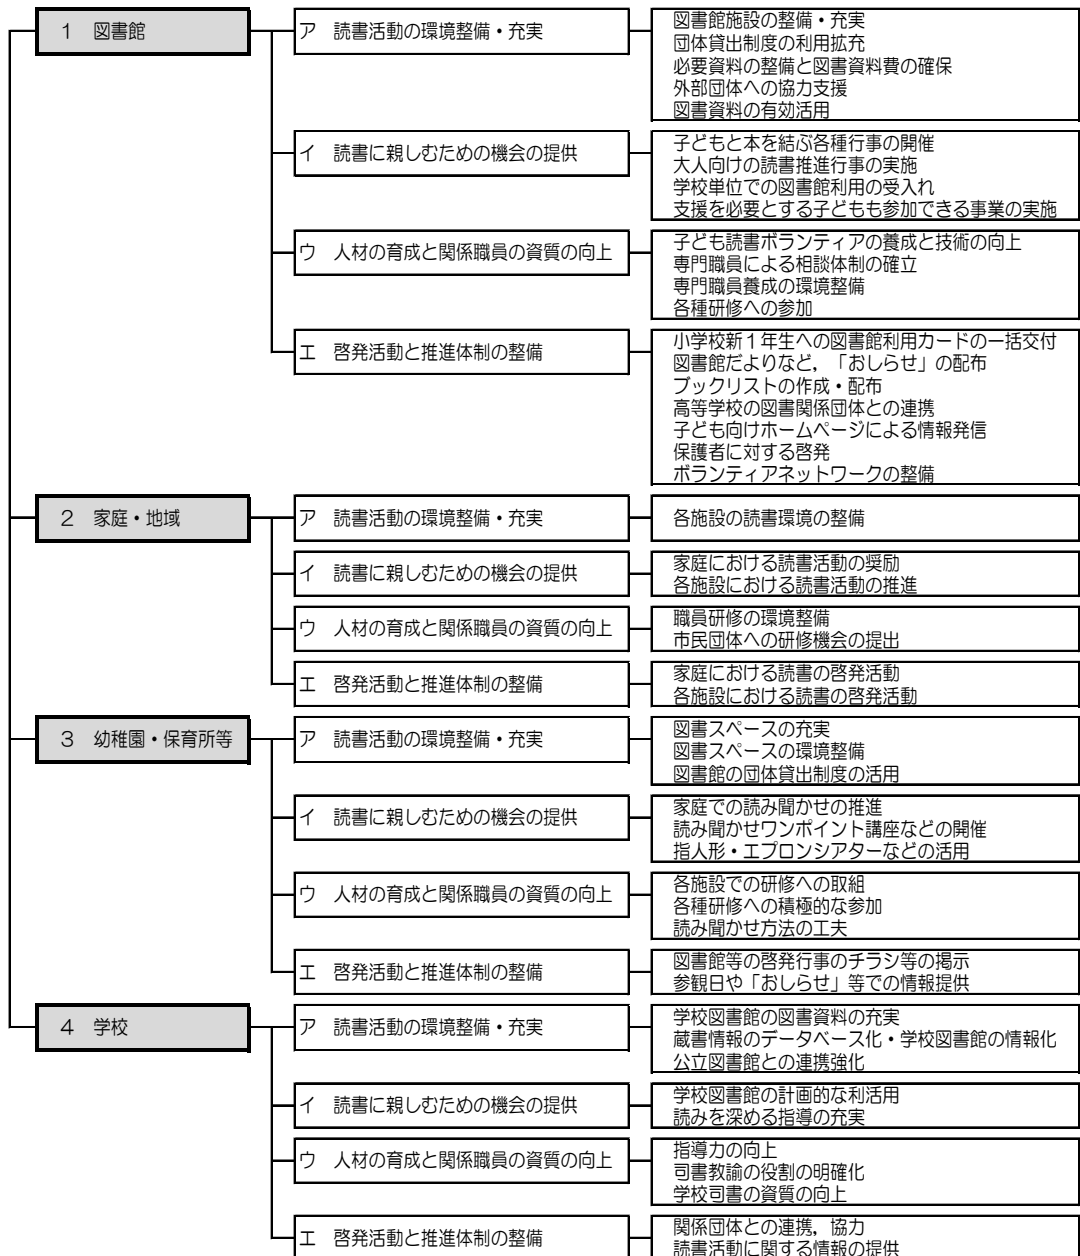 1 図書館
ア 読書活動の環境整備・充実
図書館施設の整備・充実
団体貸出制度の利用拡充
必要資料の整備と図書資料費の確保
外部団体への協力支援
図書資料の有効活用
イ 読書に親しむための機会の提供
子どもと本を結ぶ各種行事の開催
大人向けの読書推進行事の実施
学校単位での図書館利用の受入れ
支援を必要とする子どもも参加できる事業の実施
ウ 人材の育成と関係職員の資質の向上
子ども読書ボランティアの養成と技術の向上
専門職員による相談体制の確立
専門職員養成の環境整備
各種研修への参加
エ 啓発活動と推進体制の整備
小学校新1年生への図書館利用カードの一括交付
図書館だよりなど，「おしらせ」の配布
ブックリストの作成・配布
高等学校の図書関係団体との連携
子ども向けホームページによる情報発信
保護者に対する啓発
ボランティアネットワークの整備
2 家庭・地域
ア 読書活動の環境整備・充実
各施設の読書環境の整備
イ 読書に親しむための機会の提供
家庭における読書活動の奨励
各施設における読書活動の推進
ウ 人材の育成と関係職員の資質の向上
職員研修の環境整備
市民団体への研修機会の提出
エ 啓発活動と推進体制の整備
家庭における読書の啓発活動
各施設における読書の啓発活動
3 幼稚園・保育所等
ア 読書活動の環境整備・充実
図書スペースの充実
図書スペースの環境整備
図書館の団体貸出制度の活用
イ 読書に親しむための機会の提供
家庭での読み聞かせの推進
読み聞かせワンポイント講座などの開催
指人形・エプロンシアターなどの活用
ウ 人材の育成と関係職員の資質の向上
各施設での研修への取組
各種研修への積極的な参加
読み聞かせ方法の工夫
エ 啓発活動と推進体制の整備
図書館等の啓発行事のチラシ等の掲示
参観日や「おしらせ」等での情報提供
4 学校
ア 読書活動の環境整備・充実
学校図書館の図書資料の充実
蔵書情報のデータベース化・学校図書館の情報化
公立図書館との連携強化
イ 読書に親しむための機会の提供
学校図書館の計画的な利活用
読みを深める指導の充実
ウ 人材の育成と関係職員の資質の向上
指導力の向上
司書教諭の役割の明確化
学校司書の資質の向上
エ 啓発活動と推進体制の整備
関係団体との連携，協力
読書活動に関する情報の提供